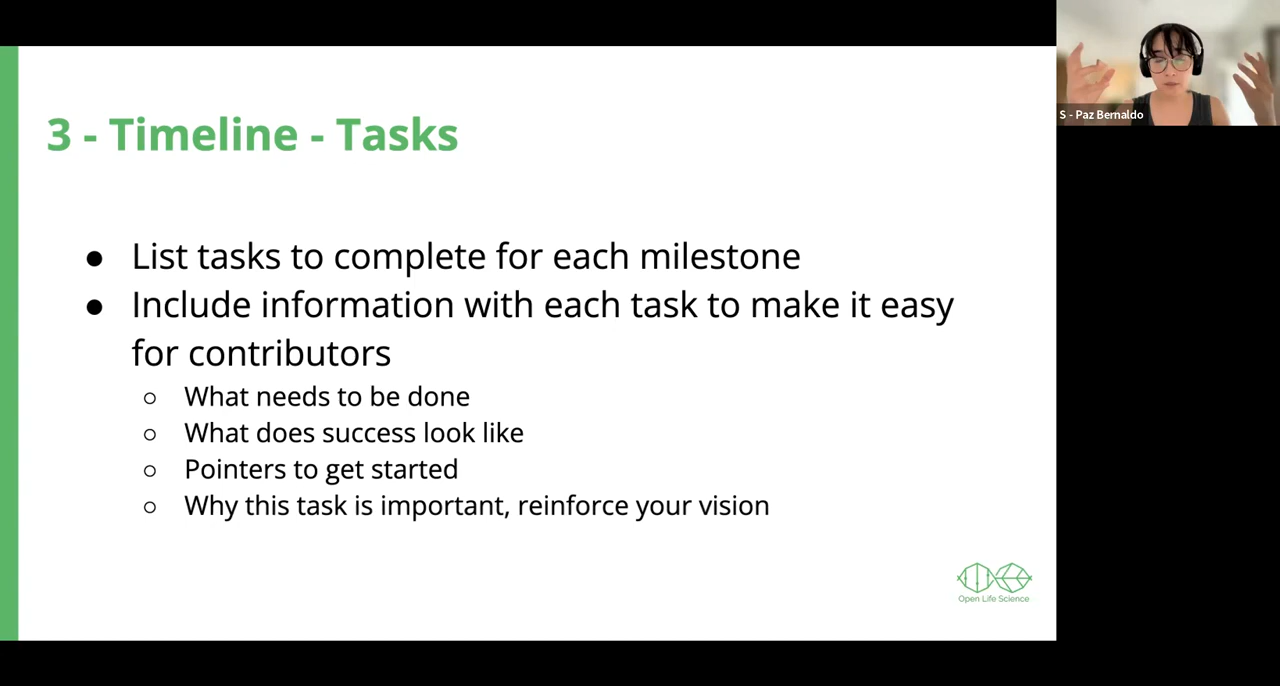 3 - Timeline - Tasks
● List tasks to complete for each milestone
● Include information with each task to make it easy
for contributors
○ What needs to be done
○ What does success look like
○ Pointers to get started
○ Why this task is important, reinforce your vision
Open Life Science
S - Paz Bernaldo